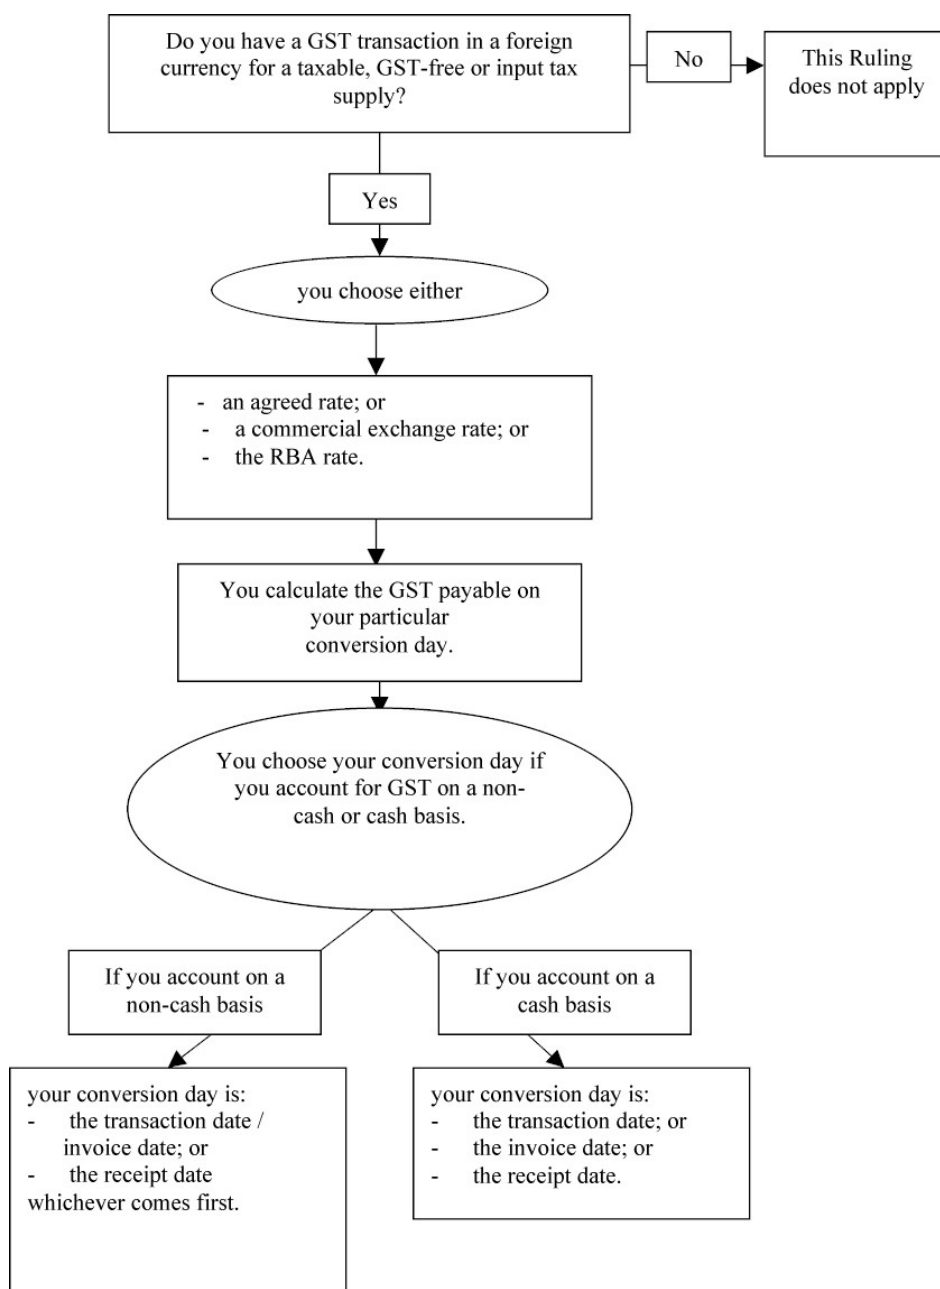 Do you have a GST transaction in a foreign
currency for a taxable, GST-free or input tax
supply?
No
This Ruling
does not apply
Yes
you choose either
- an agreed rate; or
- a commercial exchange rate; or
- the RBA rate.
You calculate the GST payable on
your particular
conversion day.
You choose your conversion day if
you account for GST on a non-
cash or cash basis.
If you account on a
non-cash basis
If you account on a
cash basis
your conversion day is:
- the transaction date /
invoice date; or
- the receipt date
whichever comes first.
your conversion day is:
- the transaction date; or
- the invoice date; or
- the receipt date.